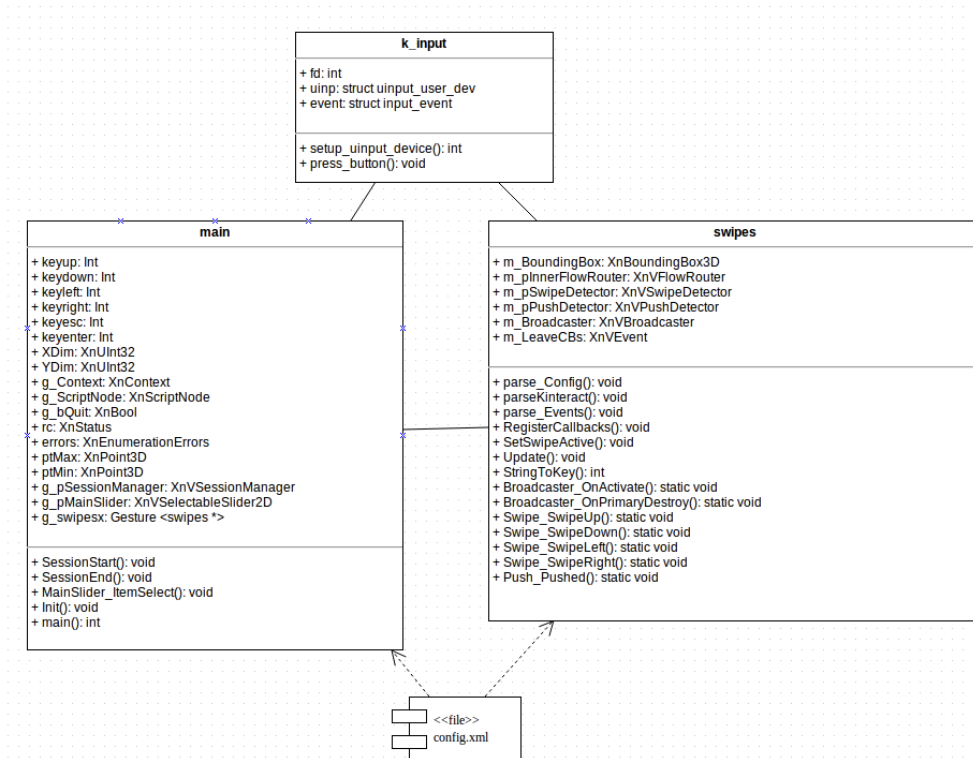 k_input
+ fd: int
+ uinp: struct uinput_user_dev
+ event: struct input_event
+ setup_uinput_device(): int
+ press_button(): void
main
+ keyup: Int
+ keydown: Int
+ keyleft: Int
+ keyright: Int
+ keyesc: Int
+ keyenter: Int
+ XDim: XnUInt32
+ YDim: XnUInt32
+ g_Context: XnContext
+ g_ScriptNode: XnScriptNode
+ g_bQuit: XnBool
+ rc: XnStatus
+ errors: XnEnumerationErrors
+ ptMax: XnPoint3D
+ ptMin: XnPoint3D
+ g_pSessionManager: XnVSessionManager
+ g_pMainSlider: XnVSelectableSlider2D
+ g_swipesx: Gesture <swipes *>
+ SessionStart(): void
+ SessionEnd(): void
+ MainSlider_ItemSelect(): void
+ Init(): void
+ main(): int
swipes
+ m_BoundingBox: XnBoundingBox3D
+ m_pInnerFlowRouter: XnVFlowRouter
+ m_pSwipeDetector: XnVSwipeDetector
+ m_pPushDetector: XnVPushDetector
+ m_Broadcaster: XnVBroadcaster
+ m_LeaveCBs: XnVEvent
+ parse_Config(): void
+ parseKinteract(): void
+ parse_Events(): void
+ RegisterCallbacks(): void
+ SetSwipeActive(): void
+ Update(): void
+ StringToKey(): int
+ Broadcaster_OnActivate(): static void
+ Broadcaster_OnPrimaryDestroy(): static void
+ Swipe_SwipeUp(): static void
+ Swipe_SwipeDown(): static void
+ Swipe_SwipeLeft(): static void
+ Swipe_SwipeRight(): static void
+ Push_Pushed(): static void
<<file>>
config.xml